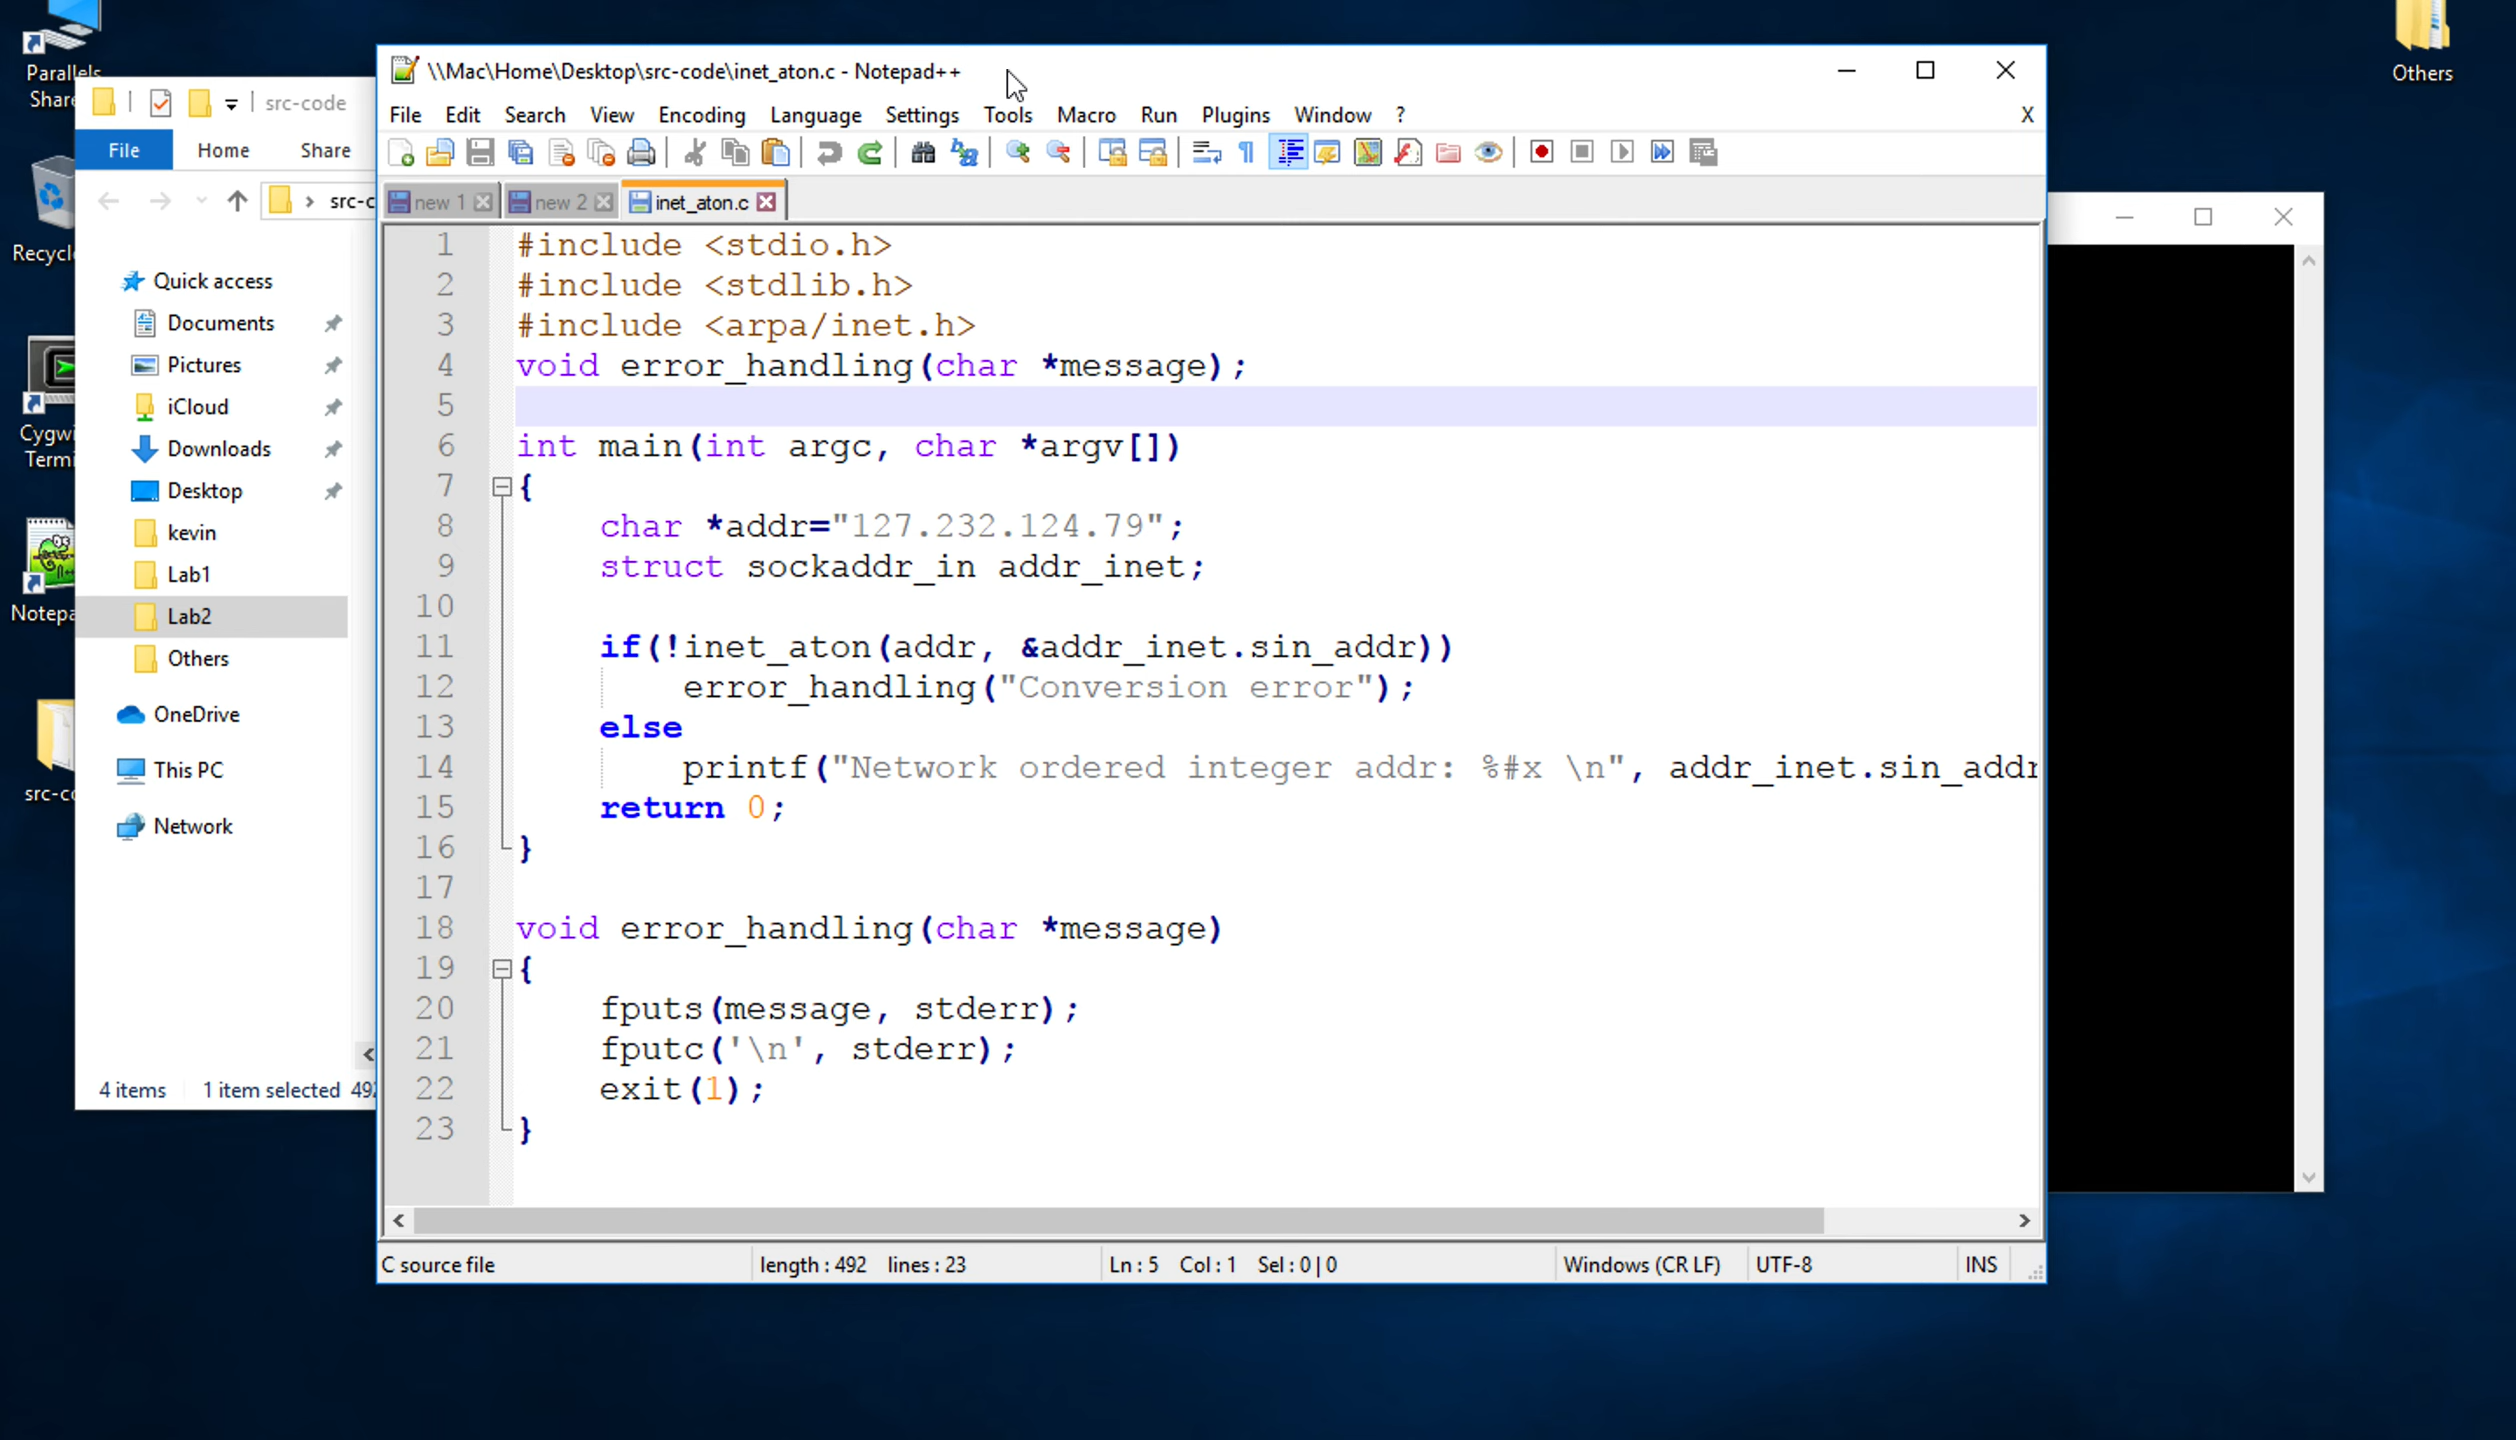 Parallels
Share
Recycle
Cygwi
Termi
Notepa
src-co
Others
src-code
File
Home
Share
src-c
Quick access
Documents
Pictures
iCloud
Downloads
Desktop
kevin
Lab1
Lab2
Others
OneDrive
This PC
Network
4 items 1 item selected 492
\\Mac\Home\Desktop\src-code\inet_aton.c - Notepad++
File Edit Search View Encoding Language Settings Tools Macro Run Plugins Window ? X
new 1 new 2 inet_aton.c
1 #include <stdio.h>
2 #include <stdlib.h>
3 #include <arpa/inet.h>
4 void error_handling(char *message);
5
6 int main(int argc, char *argv[])
7 {
8 char *addr="127.232.124.79";
9 struct sockaddr_in addr_inet;
10
11 if(!inet_aton(addr, &addr_inet.sin_addr))
12 error_handling("Conversion error");
13 else
14 printf("Network ordered integer addr: %#x \n", addr_inet.sin_addr
15 return 0;
16 }
17
18 void error_handling(char *message)
19 {
20 fputs(message, stderr);
21 fputc('\n', stderr);
22 exit(1);
23 }
C source file length : 492 lines : 23 Ln : 5 Col : 1 Sel : 0 | 0 Windows (CR LF) UTF-8 INS